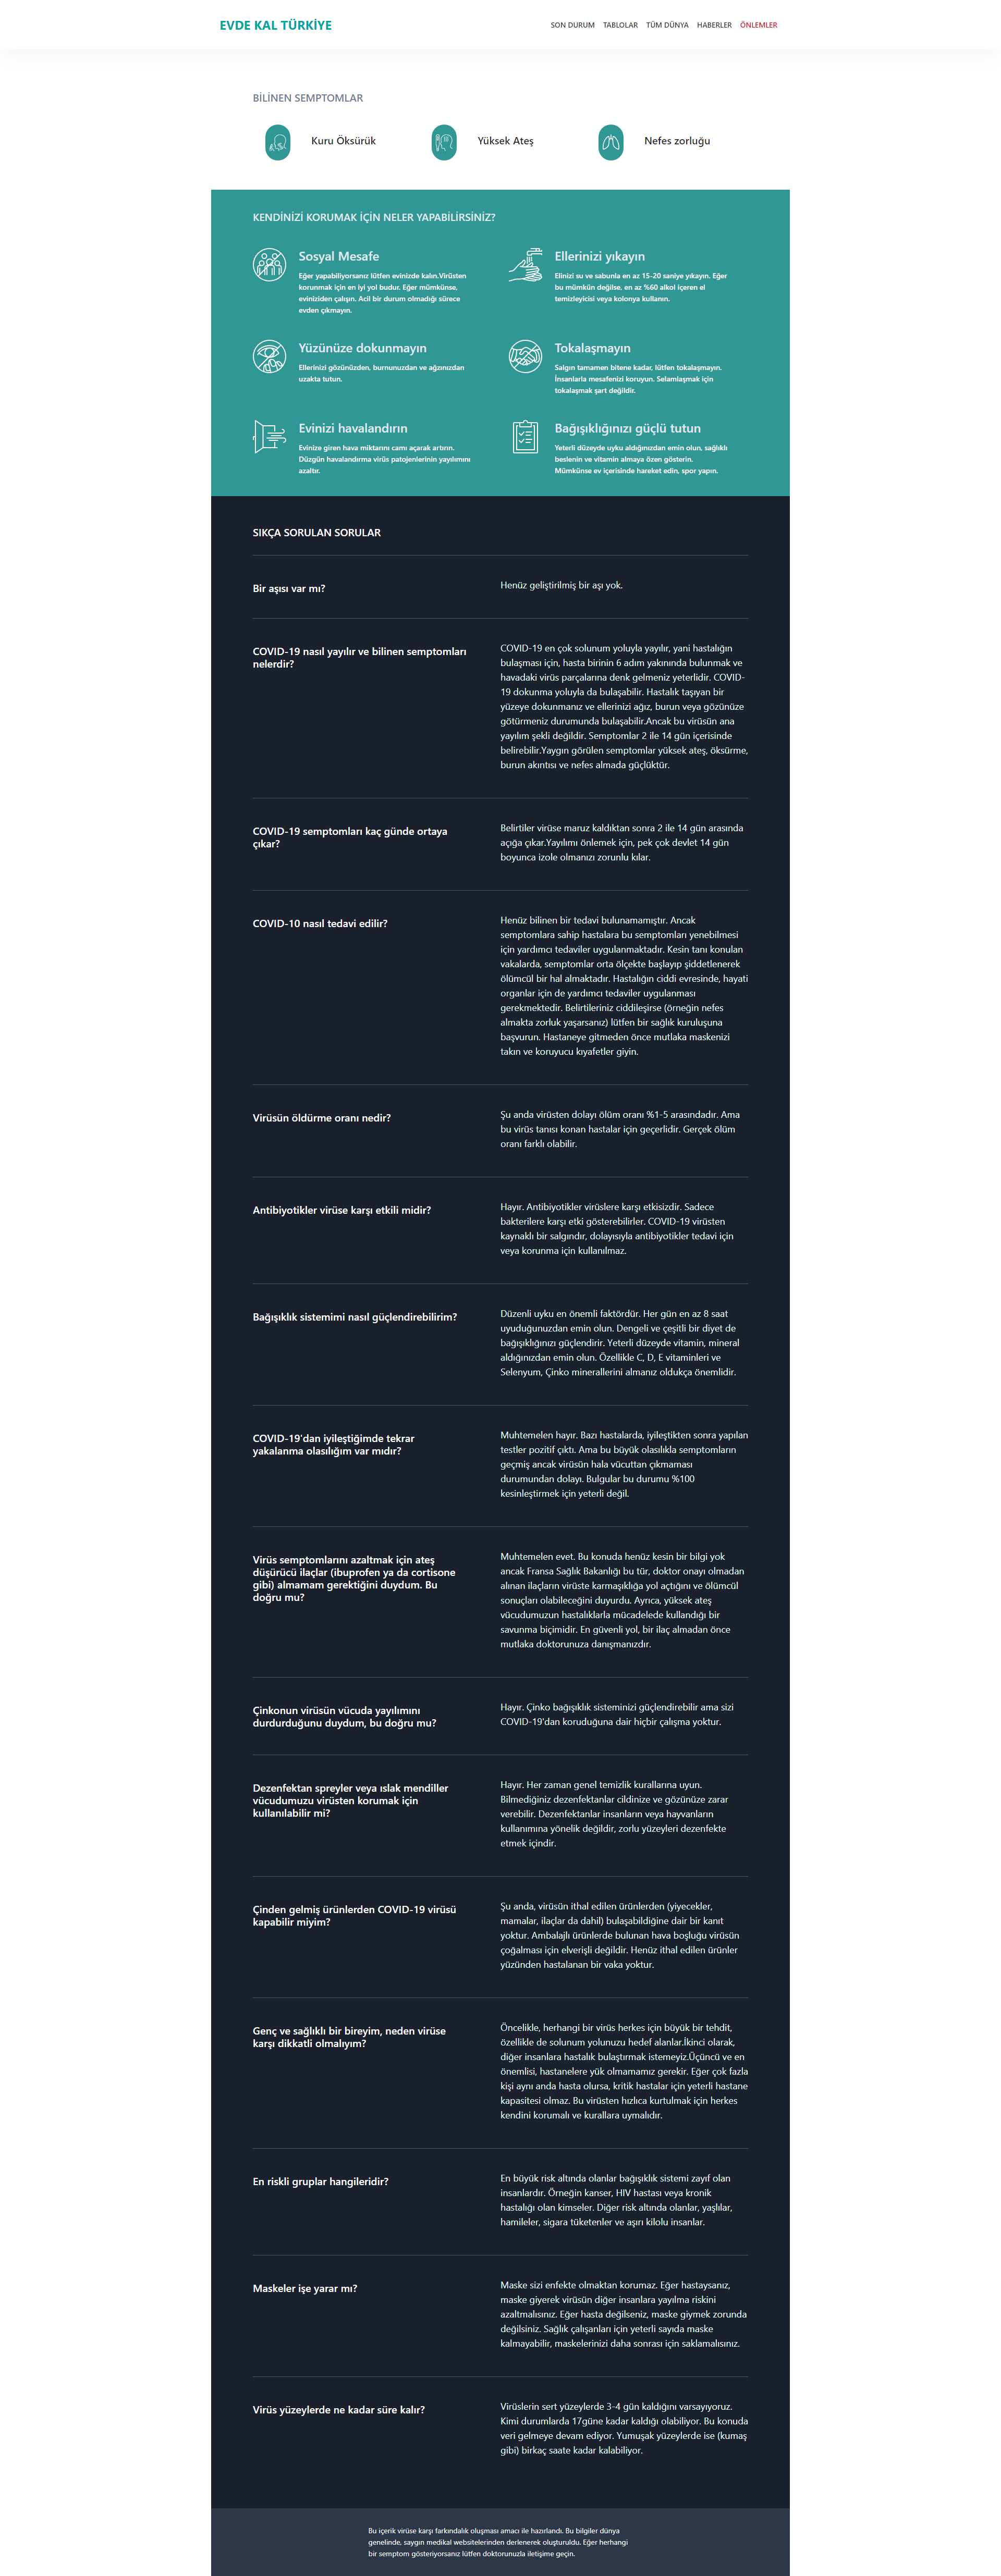 EVDE KAL TÜRKİYE
SON DURUM TABLOLAR TÜM DÜNYA HABERLER ÖNLEMLER
BİLİNEN SEMPTOMLAR
Kuru Öksürük
Yüksek Ateş
Nefes zorluğu
KENDİNİZİ KORUMAK İÇİN NELER YAPABİLİRSİNİZ?
Sosyal Mesafe
Eğer yapabiliyorsanız lütfen evinizde kalın.Virüsten
korunmak için en iyi yol budur. Eğer mümkünse,
evinizden çalışın. Acil bir durum olmadığı sürece
evden çıkmayın.
Ellerinizi yıkayın
Elinizi su ve sabunla en az 15-20 saniye yıkayın. Eğer
bu mümkün değilse, en az %60 alkol içeren el
temizleyicisi veya kolonya kullanın.
Yüzünüze dokunmayın
Ellerinizi gözünüzden, burnunuzdan ve ağzınızdan
uzakta tutun.
Tokalaşmayın
Salgın tamamen bitene kadar, lütfen tokalaşmayın.
İnsanlarla mesafenizi koruyun. Selamlaşmak için
tokalaşmak şart değildir.
Evinizi havalandırın
Evinize giren hava miktarını camı açarak artırın.
Düzgün havalandırma virüs patojenlerinin yayılımını
azaltır.
Bağışıklığınızı güçlü tutun
Yeterli düzeyde uyku aldığınızdan emin olun, sağlıklı
beslenin ve vitamin almaya özen gösterin.
Mümkünse ev içerisinde hareket edin, spor yapın.
SIKÇA SORULAN SORULAR
Bir aşısı var mı?
Henüz geliştirilmiş bir aşı yok.
COVID-19 nasıl yayılır ve bilinen semptomları
nelerdir?
COVID-19 en çok solunum yoluyla yayılır, yani hastalığın
bulaşması için, hasta birinin 6 adım yakınında bulunmak ve
havadaki virüs parçalarına denk gelmeniz yeterlidir. COVID-
19 dokunma yoluyla da bulaşabilir. Hastalık taşıyan bir
yüzeye dokunmanız ve ellerinizi ağız, burun veya gözünüze
götürmeniz durumunda bulaşabilir.Ancak bu virüsün ana
yayılım şekli değildir. Semptomlar 2 ile 14 gün içerisinde
belirebilir.Yaygın görülen semptomlar yüksek ateş, öksürme,
burun akıntısı ve nefes almada güçlüktür.
COVID-19 semptomları kaç günde ortaya
çıkar?
Belirtiler virüse maruz kaldıktan sonra 2 ile 14 gün arasında
açığa çıkar.Yayılımı önlemek için, pek çok devlet 14 gün
boyunca izole olmanızı zorunlu kılar.
COVID-10 nasıl tedavi edilir?
Henüz bilinen bir tedavi bulunamamıştır. Ancak
semptomlara sahip hastalara bu semptomları yenebilmesi
için yardımcı tedaviler uygulanmaktadır. Kesin tanı konulan
vakalarda, semptomlar orta ölçekte başlayıp şiddetlenerek
ölümcül bir hal almaktadır. Hastalığın ciddi evresinde, hayati
organlar için de yardımcı tedaviler uygulanması
gerekmektedir. Belirtileriniz ciddileşirse (örneğin nefes
almakta zorluk yaşarsanız) lütfen bir sağlık kuruluşuna
başvurun. Hastaneye gitmeden önce mutlaka maskenizi
takın ve koruyucu kıyafetler giyin.
Virüsün öldürme oranı nedir?
Şu anda virüsten dolayı ölüm oranı %1-5 arasındadır. Ama
bu virüs tanısı konan hastalar için geçerlidir. Gerçek ölüm
oranı farklı olabilir.
Antibiyotikler virüse karşı etkili midir?
Hayır. Antibiyotikler virüslere karşı etkisizdir. Sadece
bakterilere karşı etki gösterebilirler. COVID-19 virüsten
kaynaklı bir salgındır, dolayısıyla antibiyotikler tedavi için
veya korunma için kullanılmaz.
Bağışıklık sistemimi nasıl güçlendirebilirim?
Düzenli uyku en önemli faktördür. Her gün en az 8 saat
uyuduğunuzdan emin olun. Dengeli ve çeşitli bir diyet de
bağışıklığınızı güçlendirir. Yeterli düzeyde vitamin, mineral
aldığınızdan emin olun. Özellikle C, D, E vitaminleri ve
Selenyum, Çinko minerallerini almanız oldukça önemlidir.
COVID-19'dan iyileştiğimde tekrar
yakalanma olasılığım var mıdır?
Muhtemelen hayır. Bazı hastalarda, iyileştikten sonra yapılan
testler pozitif çıktı. Ama bu büyük olasılıkla semptomların
geçmiş ancak virüsün hala vücuttan çıkmaması
durumundan dolayı. Bulgular bu durumu %100
kesinleştirmek için yeterli değil.
Virüs semptomlarını azaltmak için ateş
düşürücü ilaçlar (ibuprofen ya da cortisone
gibi) almamam gerektiğini duydum. Bu
doğru mu?
Muhtemelen evet. Bu konuda henüz kesin bir bilgi yok
ancak Fransa Sağlık Bakanlığı bu tür, doktor onayı olmadan
alınan ilaçların virüste karmaşıklığa yol açtığını ve ölümcül
sonuçları olabileceğini duyurdu. Ayrıca, yüksek ateş
vücudumuzun hastalıklarla mücadelede kullandığı bir
savunma biçimidir. En güvenli yol, bir ilaç almadan önce
mutlaka doktorunuza danışmanızdır.
Çinkonun virüsün vücuda yayılımını
durdurduğunu duydum, bu doğru mu?
Hayır. Çinko bağışıklık sisteminizi güçlendirebilir ama sizi
COVID-19'dan koruduğuna dair hiçbir çalışma yoktur.
Dezenfektan spreyler veya ıslak mendiller
vücudumuzu virüsten korumak için
kullanılabilir mi?
Hayır. Her zaman genel temizlik kurallarına uyun.
Bilmediğiniz dezenfektanlar cildinize ve gözünüze zarar
verebilir. Dezenfektanlar insanların veya hayvanların
kullanımına yönelik değildir, zorlu yüzeyleri dezenfekte
etmek içindir.
Çinden gelmiş ürünlerden COVID-19 virüsü
kapabilir miyim?
Şu anda, virüsün ithal edilen ürünlerden (yiyecekler,
mamalar, ilaçlar da dahil) bulaşabildiğine dair bir kanıt
yoktur. Ambalajlı ürünlerde bulunan hava boşluğu virüsün
çoğalması için elverişli değildir. Henüz ithal edilen ürünler
yüzünden hastalanan bir vaka yoktur.
Genç ve sağlıklı bir bireyim, neden virüse
karşı dikkatli olmalıyım?
Öncelikle, herhangi bir virüs herkes için büyük bir tehdit,
özellikle de solunum yolunuzu hedef alanlar.İkinci olarak,
diğer insanlara hastalık bulaştırmak istemeyiz.Üçüncü ve en
önemlisi, hastanelere yük olmamamız gerekir. Eğer çok fazla
kişi aynı anda hasta olursa, kritik hastalar için yeterli hastane
kapasitesi olmaz. Bu virüsten hızlıca kurtulmak için herkes
kendini korumalı ve kurallara uymalıdır.
En riskli gruplar hangileridir?
En büyük risk altında olanlar bağışıklık sistemi zayıf olan
insanlardır. Örneğin kanser, HIV hastası veya kronik
hastalığı olan kimseler. Diğer risk altında olanlar, yaşlılar,
hamileler, sigara tüketenler ve aşırı kilolu insanlar.
Maskeler işe yarar mı?
Maske sizi enfekte olmaktan korumaz. Eğer hastaysanız,
maske giyerek virüsün diğer insanlara yayılma riskini
azaltmalısınız. Eğer hasta değilseniz, maske giymek zorunda
değilsiniz. Sağlık çalışanları için yeterli sayıda maske
kalmayabilir, maskelerinizi daha sonrası için saklamalısınız.
Virüs yüzeylerde ne kadar süre kalır?
Virüslerin sert yüzeylerde 3-4 gün kaldığını varsayıyoruz.
Kimi durumlarda 17güne kadar kaldığı olabiliyor. Bu konuda
veri gelmeye devam ediyor. Yumuşak yüzeylerde ise (kumaş
gibi) birkaç saate kadar kalabiliyor.
Bu içerik virüse karşı farkındalık oluşması amacı ile hazırlandı. Bu bilgiler dünya
genelinde, saygın medikal websitelerinden derlenerek oluşturuldu. Eğer herhangi
bir semptom gösteriyorsanız lütfen doktorunuzla iletişime geçin.